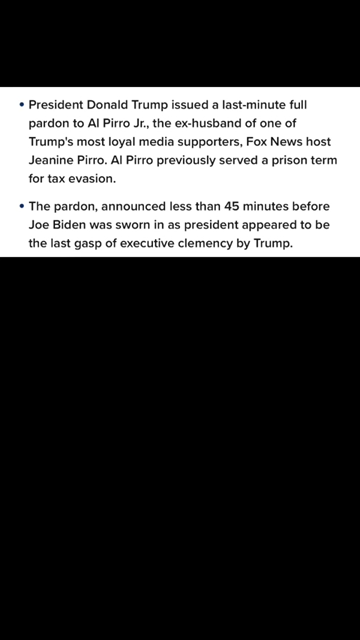 • President Donald Trump issued a last-minute full
pardon to Al Pirro Jr., the ex-husband of one of
Trump's most loyal media supporters, Fox News host
Jeanine Pirro. Al Pirro previously served a prison term
for tax evasion.
• The pardon, announced less than 45 minutes before
Joe Biden was sworn in as president appeared to be
the last gasp of executive clemency by Trump.